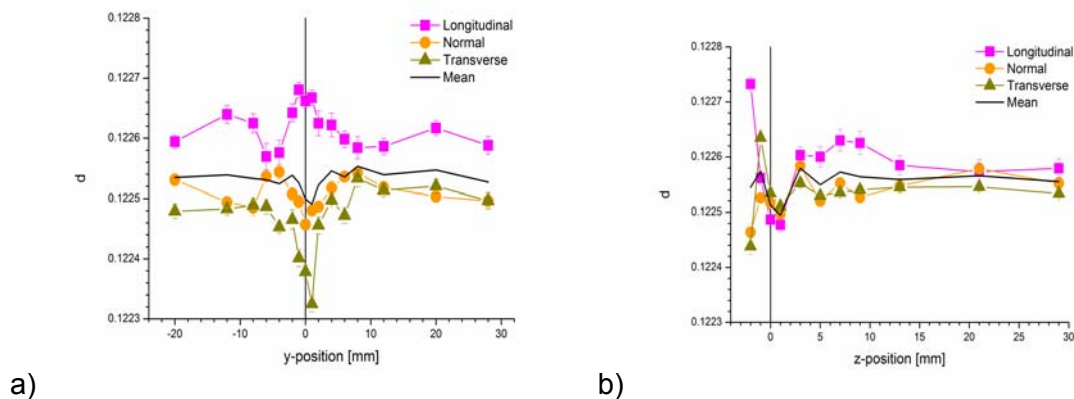 0.1228
0.1227
0.1226
0.1225
0.1224
0.1223
d
-20 -10 0 10 20 30
y-position [mm]
Longitudinal
Normal
Transverse
Mean
a)
0.1228
0.1227
0.1226
0.1225
0.1224
0.1223
d
0 5 10 15 20 25 30
z-position [mm]
Longitudinal
Normal
Transverse
Mean
b)